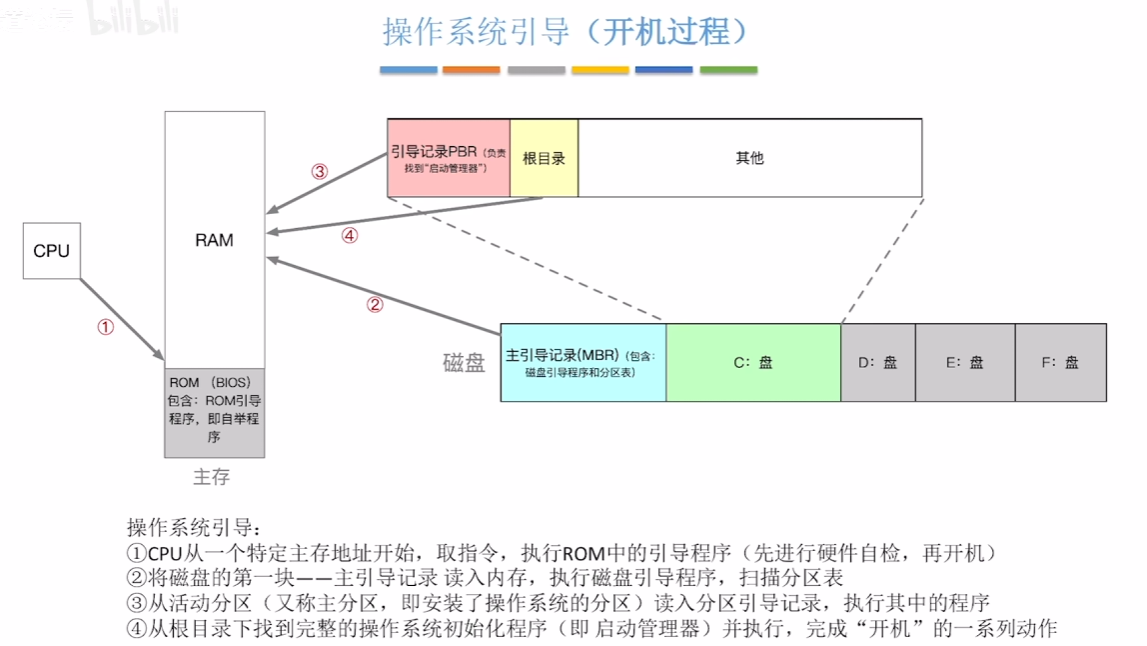 bilibili
操作系统引导（开机过程）
引导记录PBR（负责
找到“启动管理器”）
根目录
其他
③
④
RAM
CPU
①
②
磁盘
主引导记录(MBR)（包含：
磁盘引导程序和分区表）
C：盘
D：盘
E：盘
F：盘
ROM （BIOS）
包含：ROM引导
程序，即自举程
序
主存
操作系统引导：
①CPU从一个特定主存地址开始，取指令，执行ROM中的引导程序（先进行硬件自检，再开机）
②将磁盘的第一块——主引导记录 读入内存，执行磁盘引导程序，扫描分区表
③从活动分区（又称主分区，即安装了操作系统的分区）读入分区引导记录，执行其中的程序
④从根目录下找到完整的操作系统初始化程序（即 启动管理器）并执行，完成“开机”的一系列动作